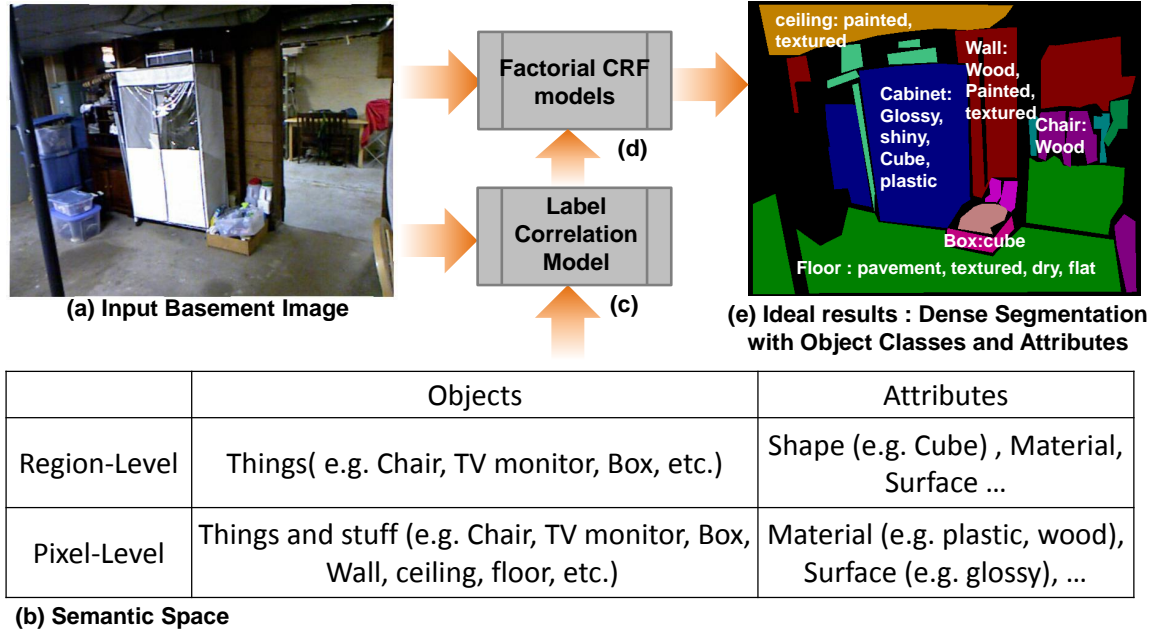 Factorial CRF
models
(d)
Label
Correlation
Model
(c)
(a) Input Basement Image
ceiling: painted,
textured
Wall:
Wood,
Painted,
textured
Cabinet:
Glossy,
shiny,
Cube,
plastic
Chair:
Wood
Box:cube
Floor : pavement, textured, dry, flat
(e) Ideal results : Dense Segmentation
with Object Classes and Attributes
Objects
Attributes
Region-Level
Things( e.g. Chair, TV monitor, Box, etc.)
Shape (e.g. Cube) , Material,
Surface ...
Pixel-Level
Things and stuff (e.g. Chair, TV monitor, Box,
Wall, ceiling, floor, etc.)
Material (e.g. plastic, wood),
Surface (e.g. glossy), ...
(b) Semantic Space